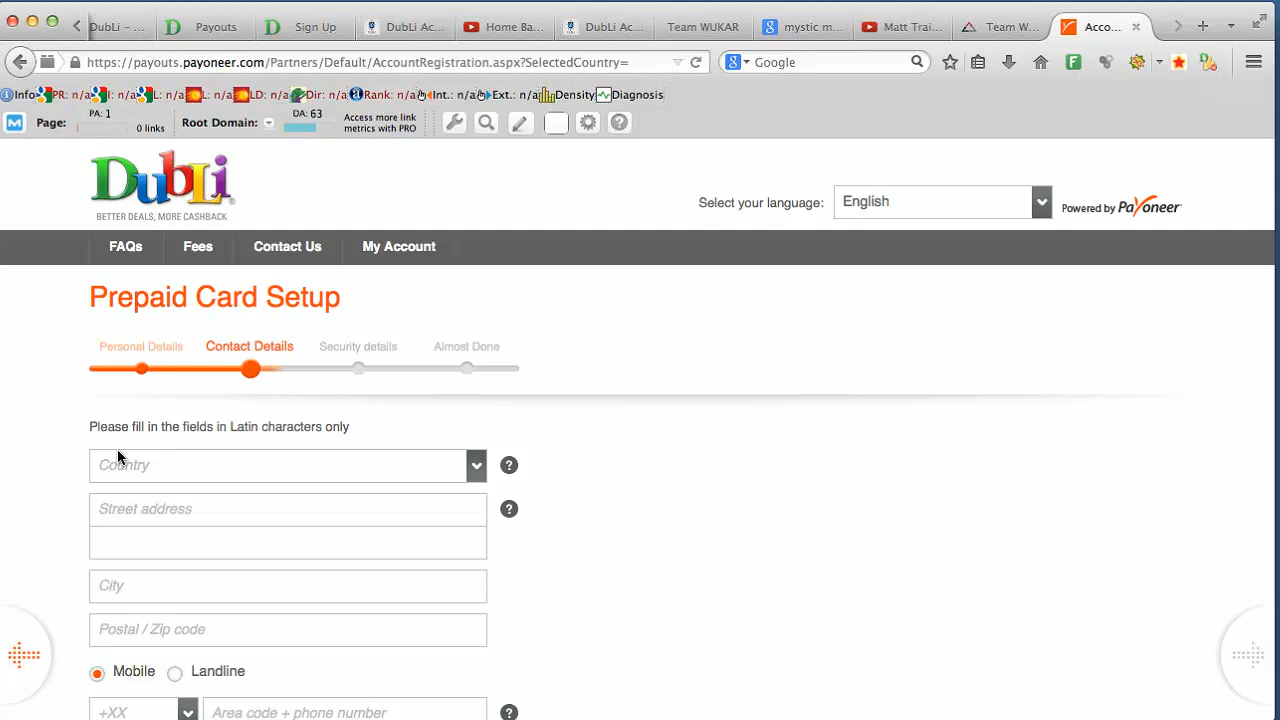 DubLi – ...
Payouts
Sign Up
DubLi Ac...
Home Ba...
DubLi Ac...
Team WUKAR
mystic m...
Matt Trai...
Team W...
Acco...
https://payouts.payoneer.com/Partners/Default/AccountRegistration.aspx?SelectedCountry=
Google
Info
PR: n/a
I: n/a
L: n/a
L: n/a
LD: n/a
Dir: n/a
Rank: n/a
Int.: n/a
Ext.: n/a
Density
Diagnosis
Page:
PA: 1
0 links
Root Domain:
DA: 63
Access more link
metrics with PRO
DubLi
BETTER DEALS, MORE CASHBACK
Select your language:
English
Powered by Payoneer
FAQs
Fees
Contact Us
My Account
Prepaid Card Setup
Personal Details
Contact Details
Security details
Almost Done
Please fill in the fields in Latin characters only
Country
Street address
City
Postal / Zip code
Mobile
Landline
+XX
Area code + phone number